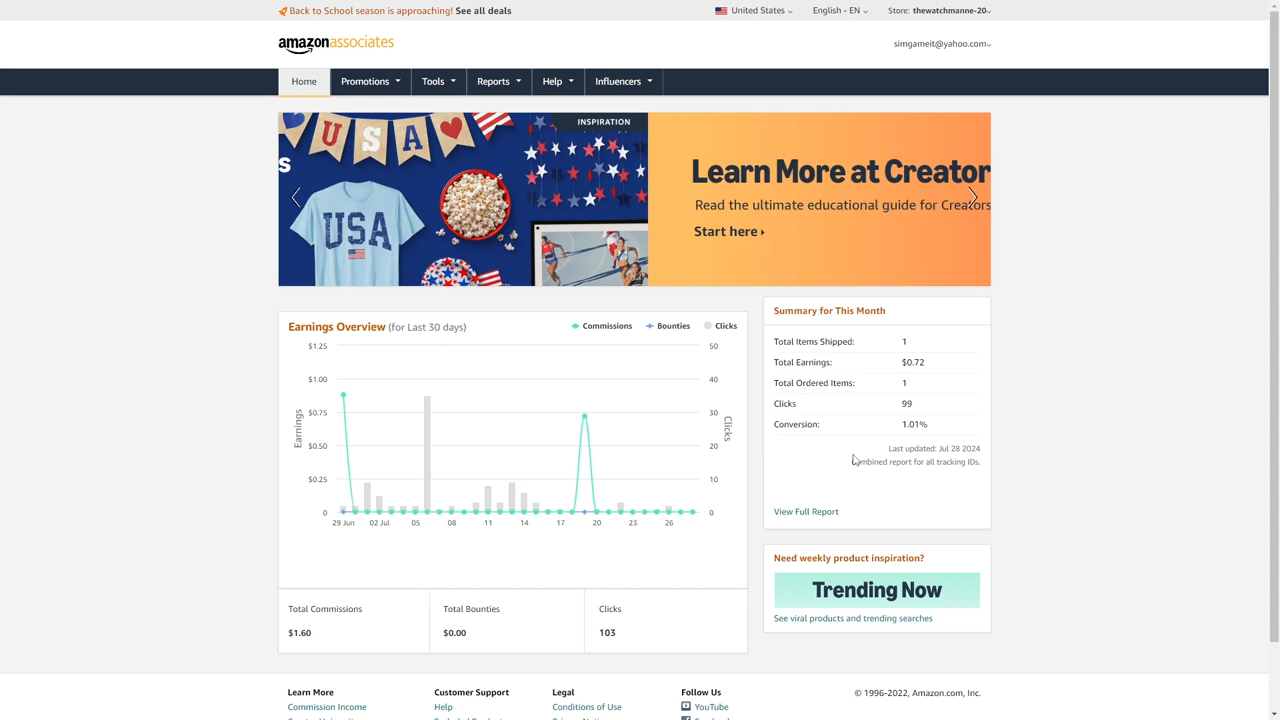 Back to School season is approaching! See all deals
United States
English - EN
Store: thewatchmanne-20
amazonassociates
simgameit@yahoo.com
Home
Promotions
Tools
Reports
Help
Influencers
INSPIRATION
U S A
S
USA
Learn More at Creator
Read the ultimate educational guide for Creators
Start here
Earnings Overview (for Last 30 days)
Commissions
Bounties
Clicks
$1.25
$1.00
$0.75
$0.50
$0.25
0
Earnings
50
40
30
20
10
0
Clicks
29 Jun
02 Jul
05
08
11
14
17
20
23
26
Total Commissions
$1.60
Total Bounties
$0.00
Clicks
103
Summary for This Month
Total Items Shipped: 1
Total Earnings: $0.72
Total Ordered Items: 1
Clicks 99
Conversion: 1.01%
Last updated: Jul 28 2024
Combined report for all tracking IDs.
View Full Report
Need weekly product inspiration?
Trending Now
See viral products and trending searches
Learn More
Commission Income
Customer Support
Help
Legal
Conditions of Use
Follow Us
YouTube
© 1996-2022, Amazon.com, Inc.